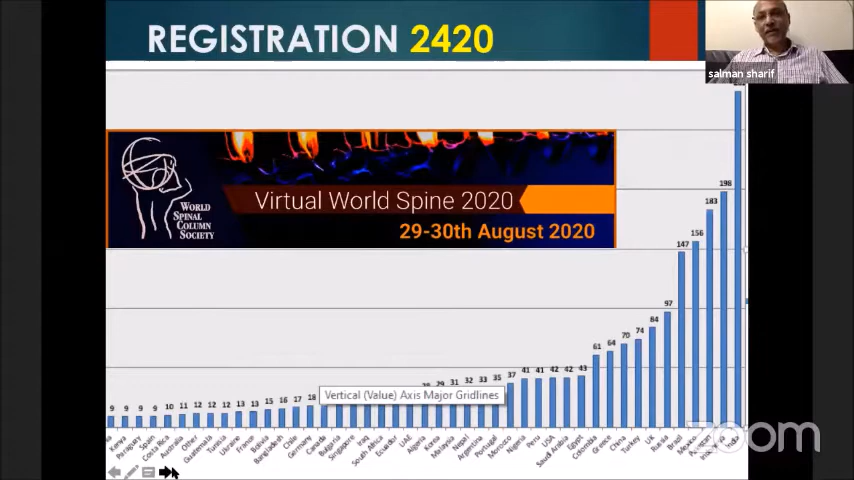 REGISTRATION 2420
salman sharif
WORLD
SPINAL
COLUMN
SOCIETY
Virtual World Spine 2020
29-30th August 2020
9 9 9 9 10 11 12 12 12 13 13 15 16 17 18
29 31 32 33 35 37 41 41 42 42 43 61 64 70 74 84 97 147 156 183 198
Vertical (Value) Axis Major Gridlines
Kenya
Paraguay
Spain
Costa Rica
Australia
Other
Guatemala
Tunisia
Ukraine
France
Bolivia
Bangladesh
Chile
Germany
Canada
Bulgaria
Singapore
Iraq
South Africa
Ecuador
UAE
Algeria
Korea
Malaysia
Nepal
Argentina
Portugal
Morocco
Nigeria
Peru
USA
Saudi Arabia
Egypt
Colombia
Greece
China
Turkey
UK
Russia
Brazil
Mexico
Pakistan
India
zoom